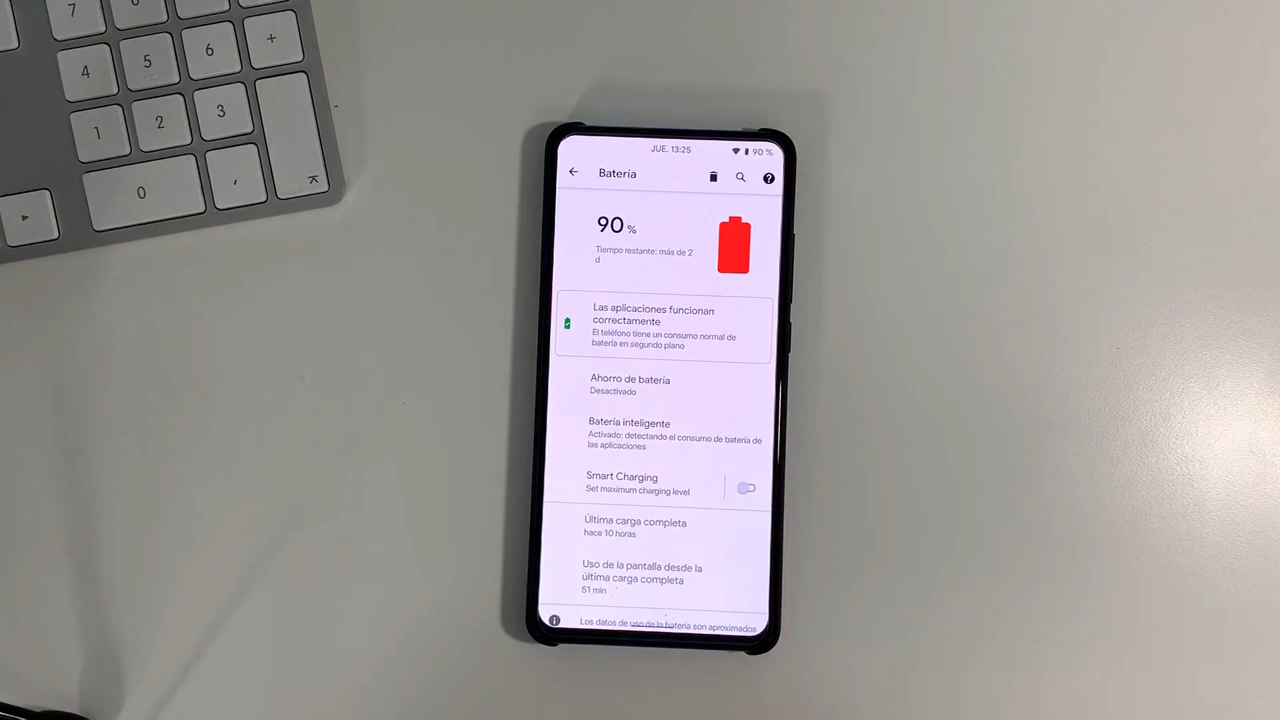 7
4
5
6
+
1
2
3
0
,
JUE. 13:25
90 %
Batería
90 %
Tiempo restante: más de 2
d
Las aplicaciones funcionan
correctamente
El teléfono tiene un consumo normal de
batería en segundo plano
Ahorro de batería
Desactivado
Batería inteligente
Activado: detectando el consumo de batería de
las aplicaciones
Smart Charging
Set maximum charging level
Última carga completa
hace 10 horas
Uso de la pantalla desde la
última carga completa
51 min
Los datos de uso de la batería son aproximados